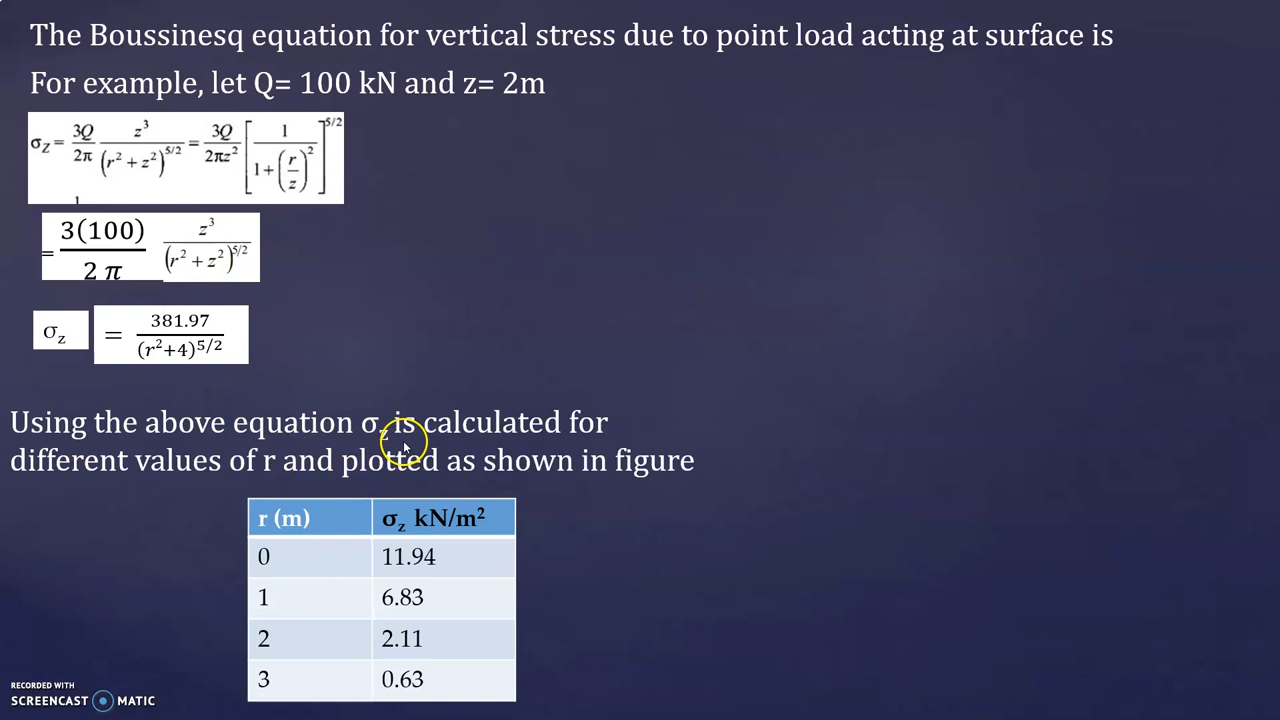 The Boussinesq equation for vertical stress due to point load acting at surface is
For example, let Q= 100 kN and z= 2m
σZ = 3Q/2π z³/(r² + z²)^5/2 = 3Q/2πz² [1/(1+(r/z)²)]^5/2
= 3(100)/2 π z³/(r² + z²)^5/2
σz = 381.97/(r²+4)^5/2
Using the above equation σz is calculated for
different values of r and plotted as shown in figure
r (m) σz kN/m²
0 11.94
1 6.83
2 2.11
3 0.63
RECORDED WITH
SCREENCAST MATIC